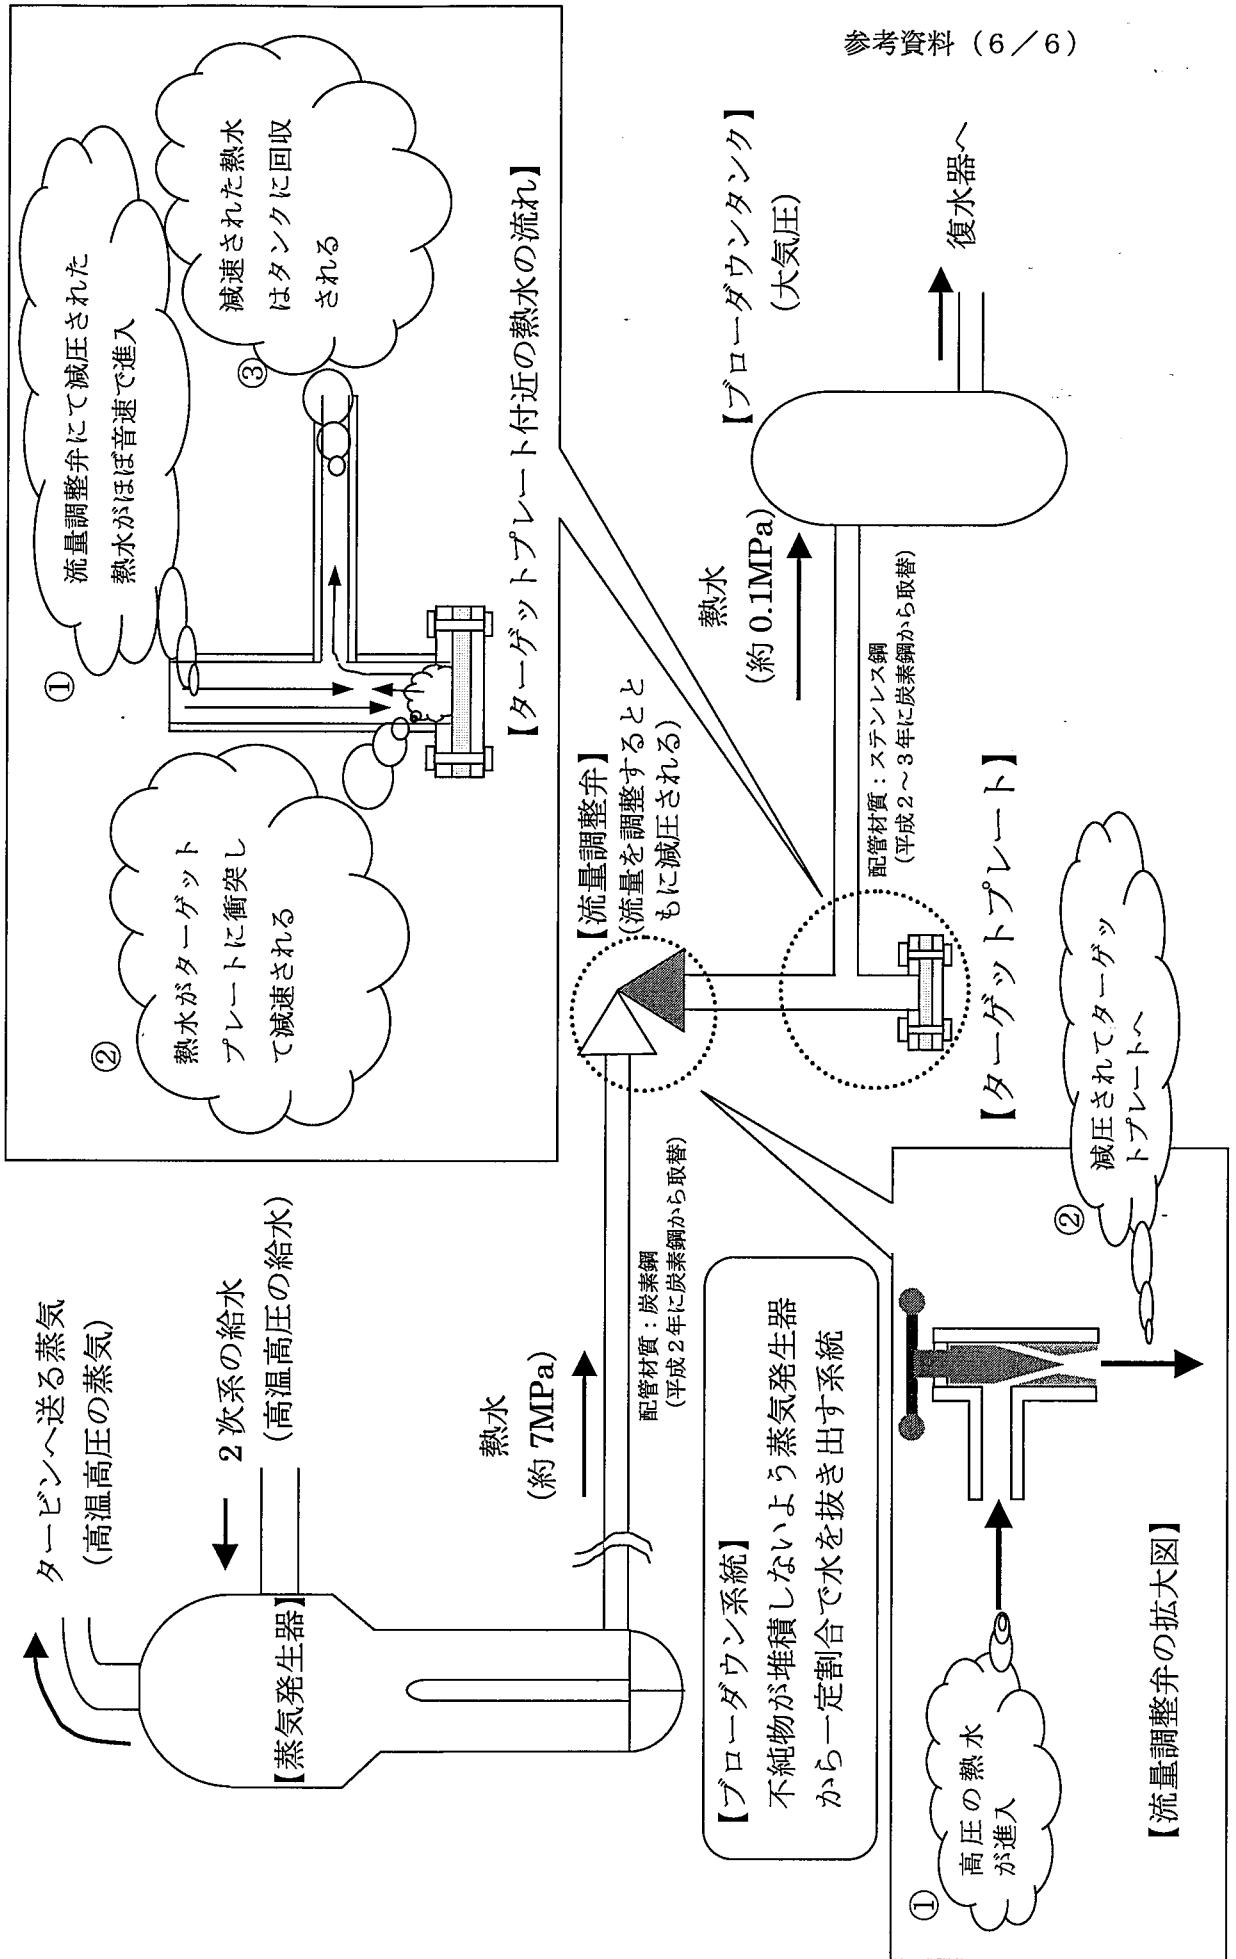 参考資料（6／6）
タービンへ送る蒸気
(高温高圧の蒸気)
2次系の給水
(高温高圧の給水)
【蒸気発生器】
熱水
(約7MPa)
配管材質：炭素鋼
(平成2年に炭素鋼から取替)
【流量調整弁】
(流量を調整するとと
もに減圧される)
熱水
(約0.1MPa)
配管材質：ステンレス鋼
(平成2～3年に炭素鋼から取替)
【ターゲットプレート】
【ブローダウンタンク】
(大気圧)
復水器へ
①
流量調整弁にて減圧された
熱水がほぼ音速で進入
②
熱水がターゲット
プレートに衝突し
て減速される
③
減速された熱水
はタンクに回収
される
【ターゲットプレート付近の熱水の流れ】
【ブローダウン系統】
不純物が堆積しないよう蒸気発生器
から一定割合で水を抜き出す系統
①
高圧の熱水
が進入
②
減圧されてターゲッ
トプレートへ
【流量調整弁の拡大図】